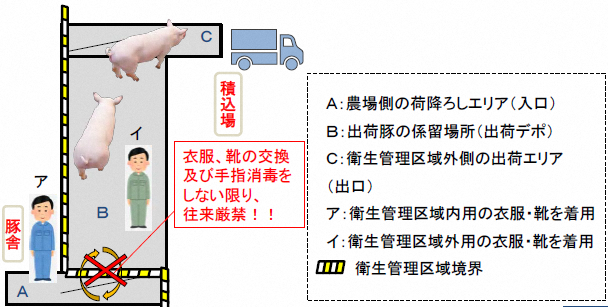 C
積込場
イ
衣服、靴の交換
及び手指消毒を
しない限り、
往来厳禁！！
ア
B
豚舎
A
A：農場側の荷降ろしエリア（入口）
B：出荷豚の係留場所（出荷デポ）
C：衛生管理区域外側の出荷エリア
（出口）
ア：衛生管理区域内用の衣服・靴を着用
イ：衛生管理区域外用の衣服・靴を着用
衛生管理区域境界